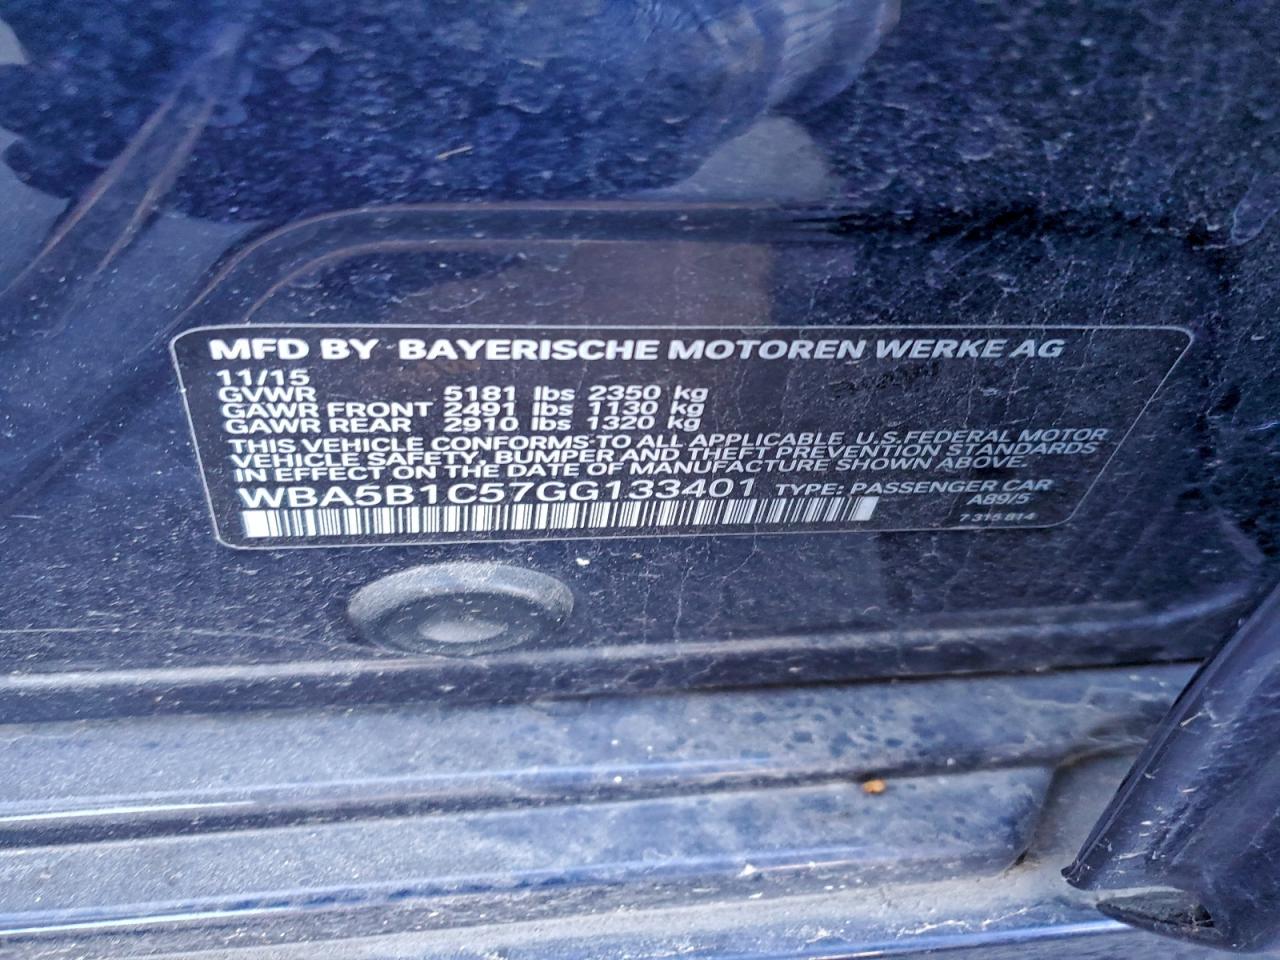 MFD BY BAYERISCHE MOTOREN WERKE AG
11/15
GVWR 5181 lbs 2350 kg
GAWR FRONT 2491 lbs 1130 kg
GAWR REAR 2910 lbs 1320 kg
THIS VEHICLE CONFORMS TO ALL APPLICABLE U.S.FEDERAL MOTOR
VEHICLE SAFETY, BUMPER AND THEFT PREVENTION STANDARDS
IN EFFECT ON THE DATE OF MANUFACTURE SHOWN ABOVE.
WBA5B1C57GG133401 TYPE: PASSENGER CAR
A89/5
7 315 814